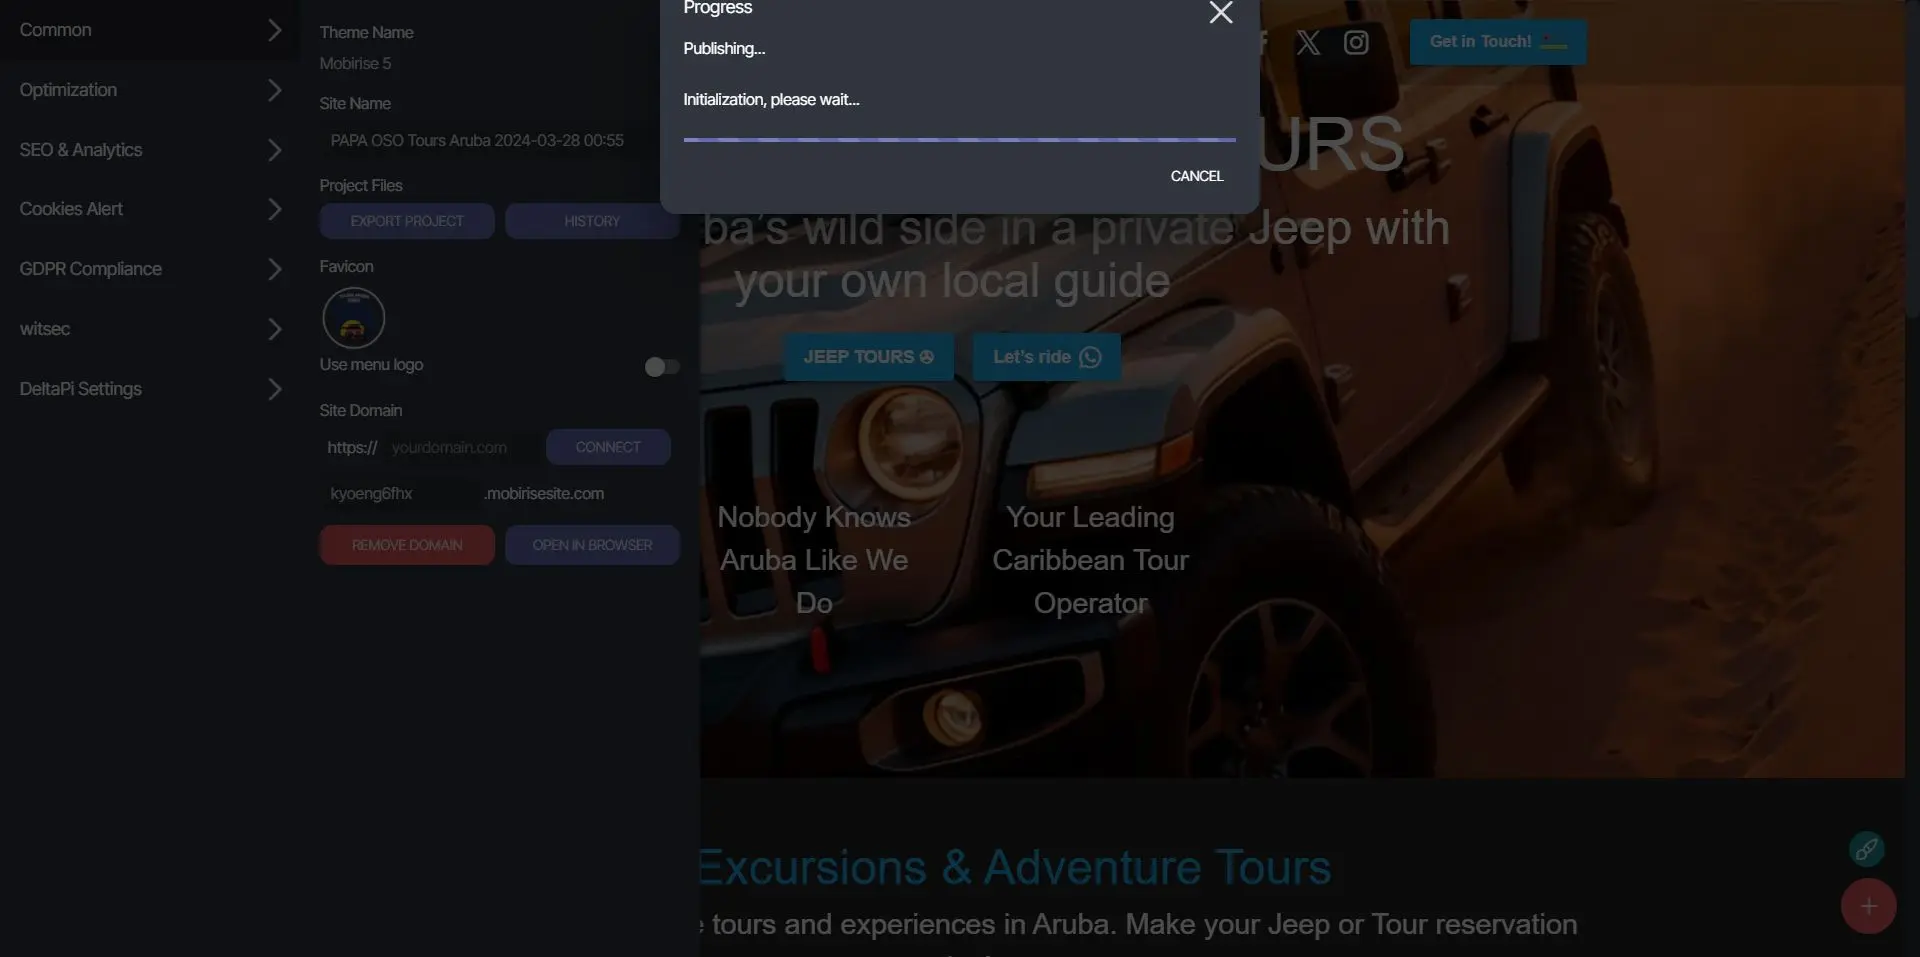 Common
Optimization
SEO & Analytics
Cookies Alert
GDPR Compliance
witsec
DeltaPi Settings
Theme Name
Mobirise 5
Site Name
PAPA OSO Tours Aruba 2024-03-28 00:55
Project Files
EXPORT PROJECT
HISTORY
Favicon
Use menu logo
Site Domain
https://
yourdomain.com
CONNECT
kyoeng6fhx
.mobirisesite.com
REMOVE DOMAIN
OPEN IN BROWSER
Progress
Publishing...
Initialization, please wait...
CANCEL
Get in Touch!
URS
ba's wild side in a private Jeep with
your own local guide
JEEP TOURS
Let's ride
Nobody Knows
Aruba Like We
Do
Your Leading
Caribbean Tour
Operator
Excursions & Adventure Tours
tours and experiences in Aruba. Make your Jeep or Tour reservation